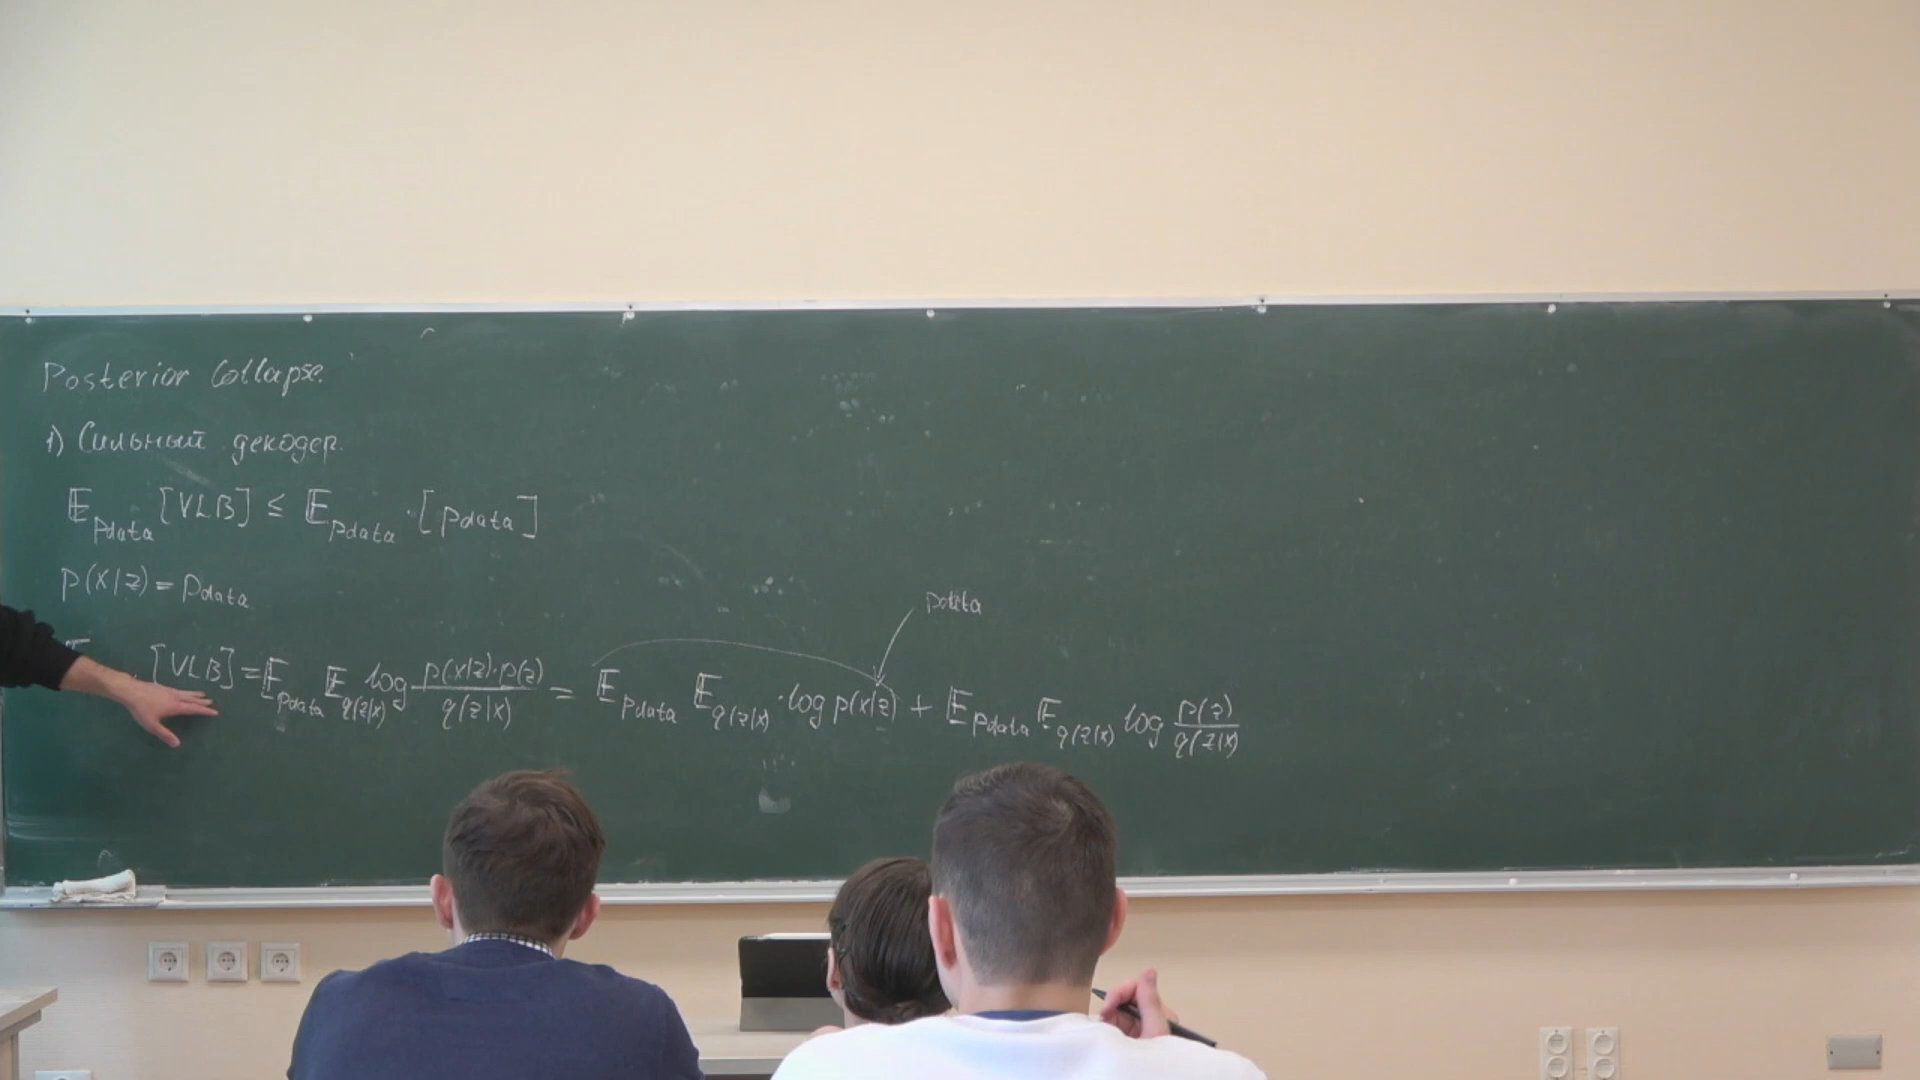 Posterior Collapse.
1) Сильный декодер.
𝔼_pdata [VLB] ≤ 𝔼_pdata · [pdata]
p(x|z) = pdata
pdata
[VLB] = 𝔼_pdata 𝔼_q(z|x) log p(x|z)·p(z) / q(z|x) = 𝔼_pdata 𝔼_q(z|x) · log p(x|z) + 𝔼_pdata 𝔼_q(z|x) log p(z) / q(z|x)